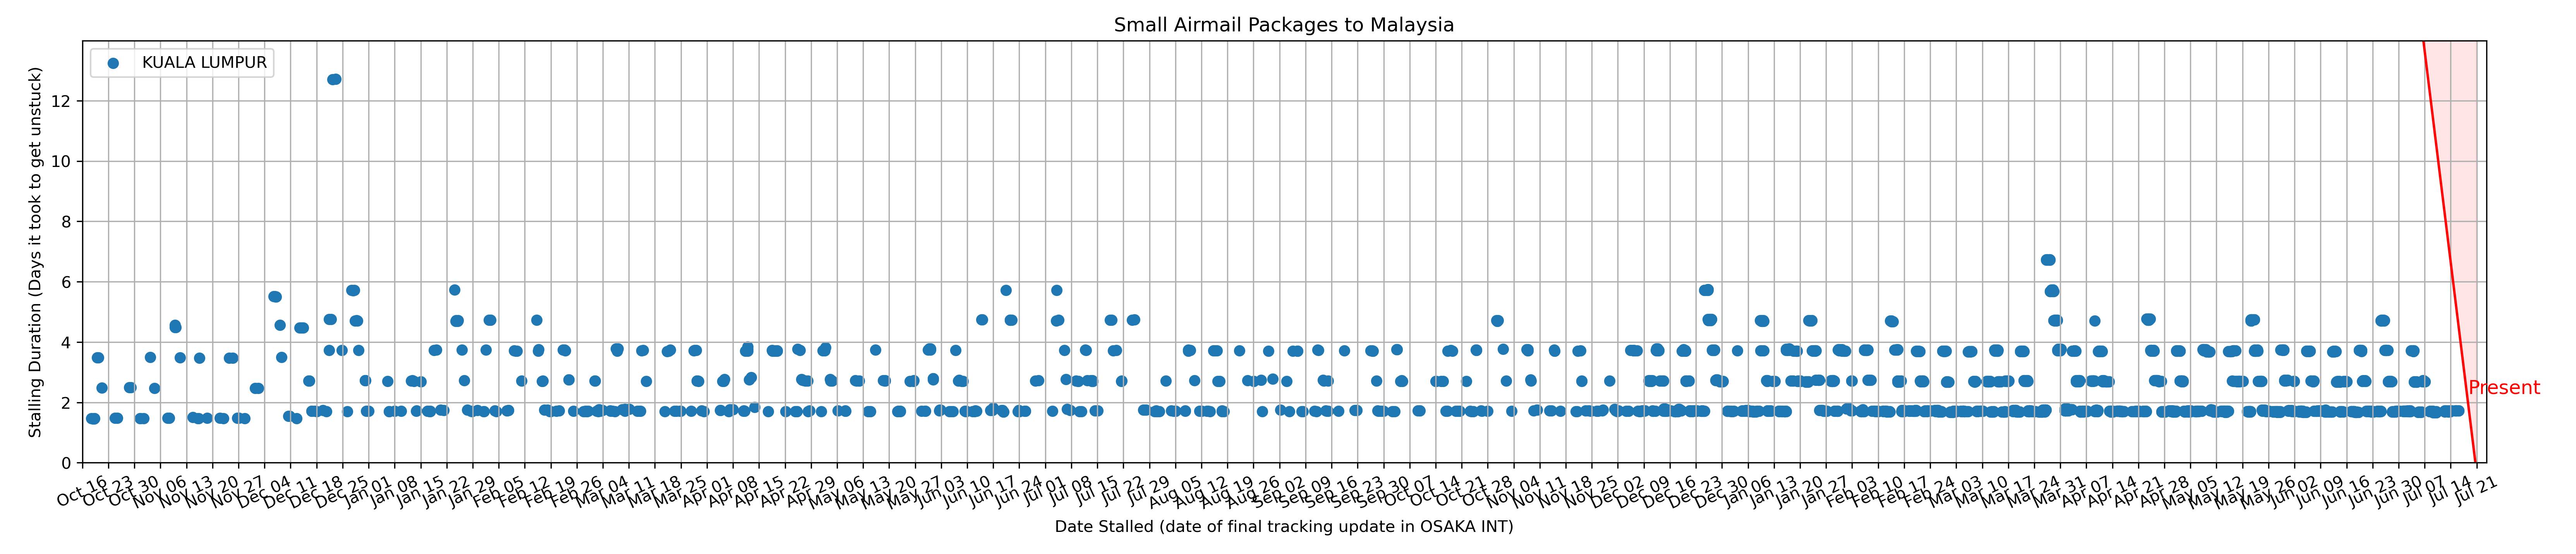 Small Airmail Packages to Malaysia
KUALA LUMPUR
Stalling Duration (Days it took to get unstuck)
12
10
8
6
4
2
0
Present
Oct 16
Oct 23
Oct 30
Nov 06
Nov 13
Nov 20
Nov 27
Dec 04
Dec 11
Dec 18
Dec 25
Jan 01
Jan 08
Jan 15
Jan 22
Jan 29
Feb 05
Feb 12
Feb 19
Feb 26
Mar 04
Mar 11
Mar 18
Mar 25
Apr 01
Apr 08
Apr 15
Apr 22
Apr 29
May 06
May 13
May 20
May 27
Jun 03
Jun 10
Jun 17
Jun 24
Jul 01
Jul 08
Jul 15
Jul 22
Jul 29
Aug 05
Aug 12
Aug 19
Aug 26
Sep 02
Sep 09
Sep 16
Sep 23
Sep 30
Oct 07
Oct 14
Oct 21
Oct 28
Nov 04
Nov 11
Nov 18
Nov 25
Dec 02
Dec 09
Dec 16
Dec 23
Dec 30
Jan 06
Jan 13
Jan 20
Jan 27
Feb 03
Feb 10
Feb 17
Feb 24
Mar 03
Mar 10
Mar 17
Mar 24
Mar 31
Apr 07
Apr 14
Apr 21
Apr 28
May 05
May 12
May 19
May 26
Jun 02
Jun 09
Jun 16
Jun 23
Jun 30
Jul 07
Jul 14
Jul 21
Date Stalled (date of final tracking update in OSAKA INT)